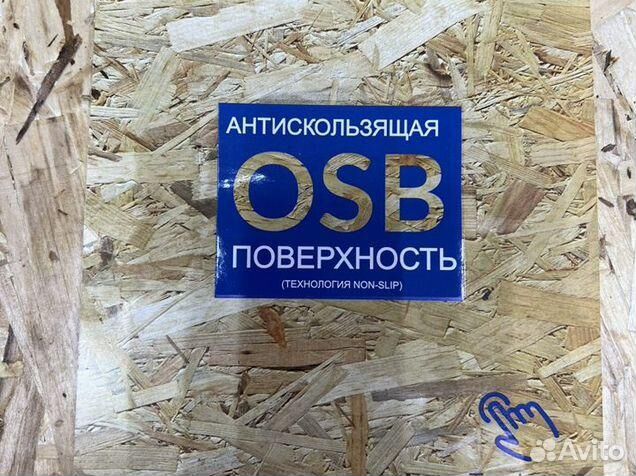 АНТИСКОЛЬЗЯЩАЯ
OSB
ПОВЕРХНОСТЬ
(ТЕХНОЛОГИЯ NON-SLIP)
Avito